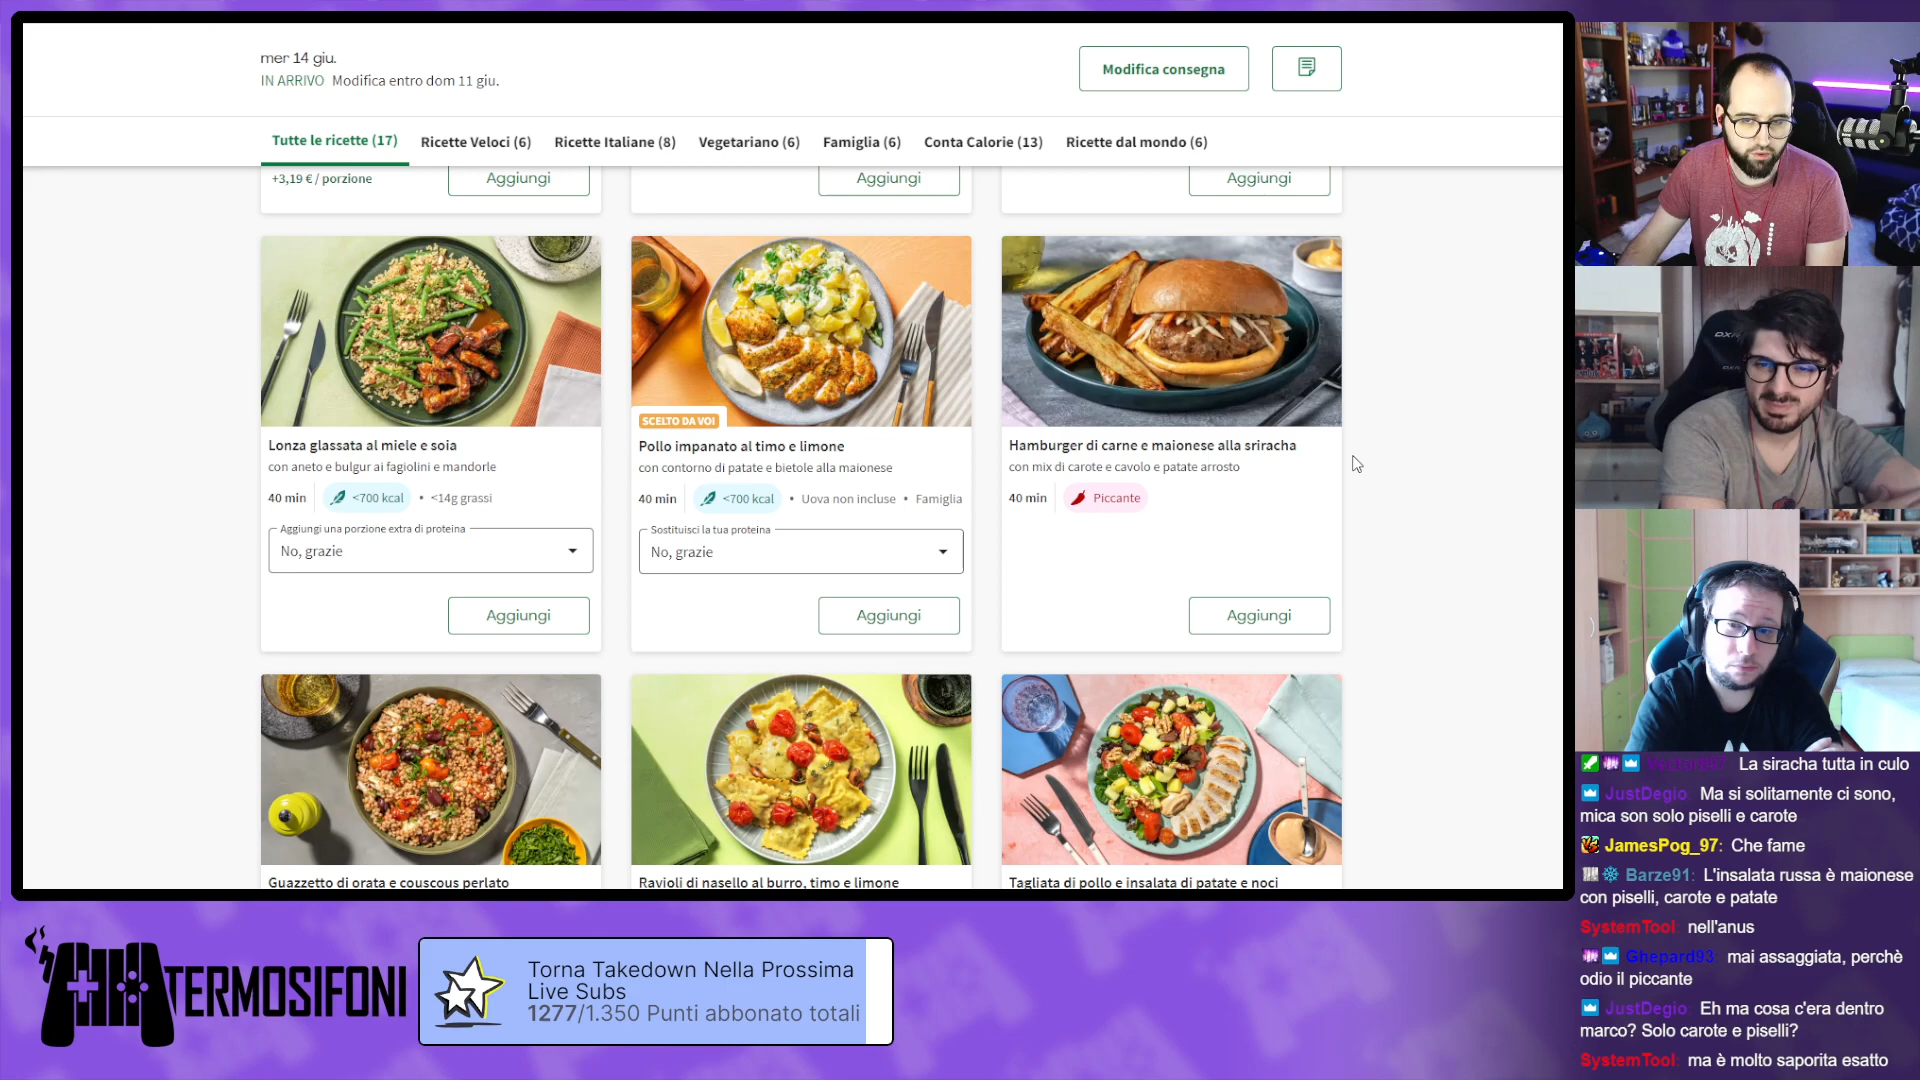 mer 14 giu.
IN ARRIVO Modifica entro dom 11 giu.
Modifica consegna
Tutte le ricette (17)
Ricette Veloci (6)
Ricette Italiane (8)
Vegetariano (6)
Famiglia (6)
Conta Calorie (13)
Ricette dal mondo (6)
+3,19 € / porzione
Aggiungi
Aggiungi
Aggiungi
Lonza glassata al miele e soia
con aneto e bulgur ai fagiolini e mandorle
40 min
<700 kcal
• <14g grassi
Aggiungi una porzione extra di proteina
No, grazie
Aggiungi
SCELTO DA VOI
Pollo impanato al timo e limone
con contorno di patate e bietole alla maionese
40 min
<700 kcal
• Uova non incluse • Famiglia
Sostituisci la tua proteina
No, grazie
Aggiungi
Hamburger di carne e maionese alla sriracha
con mix di carote e cavolo e patate arrosto
40 min
Piccante
Aggiungi
Guazzetto di orata e couscous perlato
Ravioli di nasello al burro, timo e limone
Tagliata di pollo e insalata di patate e noci
La siracha tutta in culo
JustDegio: Ma si solitamente ci sono,
mica son solo piselli e carote
JamesPog_97: Che fame
Barze91: L'insalata russa è maionese
con piselli, carote e patate
SystemTool: nell'anus
Ghepard93: mai assaggiata, perchè
odio il piccante
JustDegio: Eh ma cosa c'era dentro
marco? Solo carote e piselli?
SystemTool: ma è molto saporita esatto
TERMOSIFONI
Torna Takedown Nella Prossima
Live Subs
1277/1.350 Punti abbonato totali